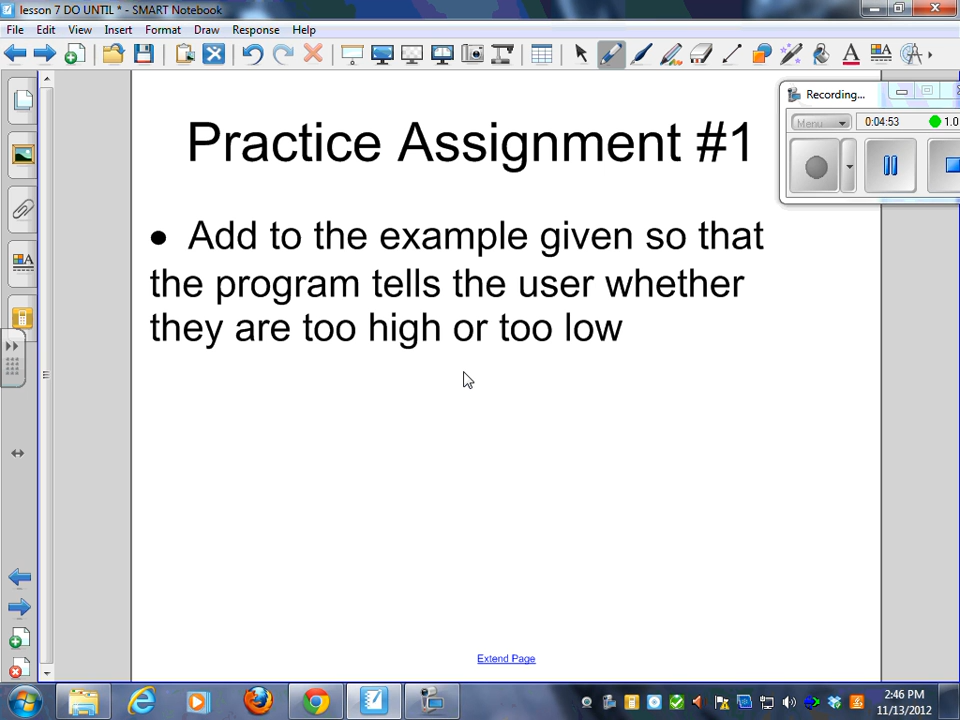 lesson 7 DO UNTIL * - SMART Notebook
File Edit View Insert Format Draw Response Help
Recording...
Menu 0:04:53 1.0
Practice Assignment #1
• Add to the example given so that
the program tells the user whether
they are too high or too low
Extend Page
2:46 PM
11/13/2012